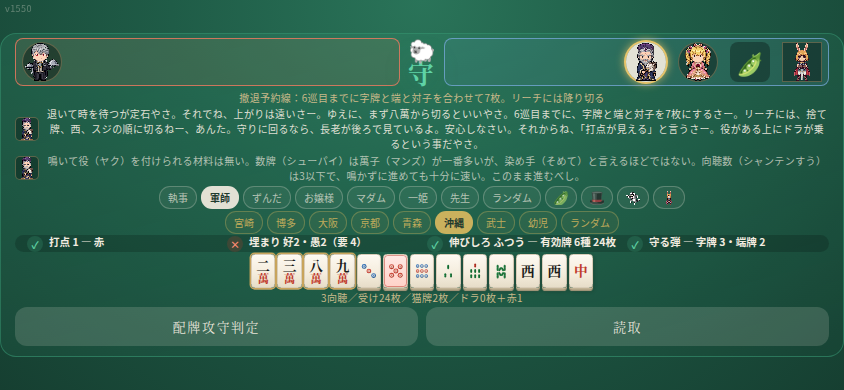 v1550
守
撤退予約線：6巡目までに字牌と端と対子を合わせて7枚。リーチには降り切る
退いて時を待つが定石やさ。それでね、上がりは速いさー。ゆえに、まず八萬から切るといいやさ。6巡目までに、字牌と端と対子を7枚にするさー。リーチには、捨て
牌、西、スジの順に切るねー、あんた。守りに回るなら、長老が後ろで見ているよ。安心しなさい。それからね、「打点が見える」と言うさー。役がある上にドラが乗
るという事だやさ。
鳴いて役（ヤク）を付けられる材料は無い。数牌（シューパイ）は萬子（マンズ）が一番多いが、染め手（そめて）と言えるほどではない。向聴数（シャンテンすう）
は3以下で、鳴かずに進めても十分に速い。このまま進むべし。
執事 軍師 ずんだ お嬢様 マダム 一姫 先生 ランダム
宮崎 博多 大阪 京都 青森 沖縄 武士 幼児 ランダム
✓ 打点 1 — 赤 ✕ 埋まり 好2・愚2（要 4） ✓ 伸びしろ ふつう — 有効牌 6種 24枚 ✓ 守る弾 — 字牌 3・端牌 2
二萬 三萬 八萬 九萬 西 西 中
3向聴／受け24枚／猫牌2枚／ドラ0枚＋赤1
配牌攻守判定 読取